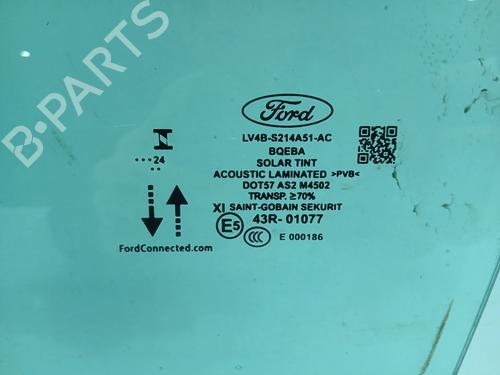 B-PARTS
Ford
LV4B-S214A51-AC
BQEBA
SOLAR TINT
ACOUSTIC LAMINATED >PVB<
DOT57 AS2 M4502
TRANSP. ≥70%
XI SAINT-GOBAIN SEKURIT
43R- 01077
E5 CCC E 000186
... 24
..
FordConnected.com